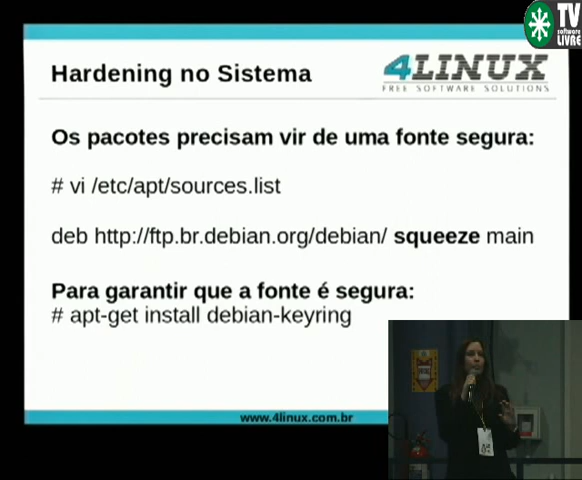 TV
software
LIVRE
Hardening no Sistema
4LINUX
FREE SOFTWARE SOLUTIONS
Os pacotes precisam vir de uma fonte segura:
# vi /etc/apt/sources.list
deb http://ftp.br.debian.org/debian/ squeeze main
Para garantir que a fonte é segura:
# apt-get install debian-keyring
www.4linux.com.br